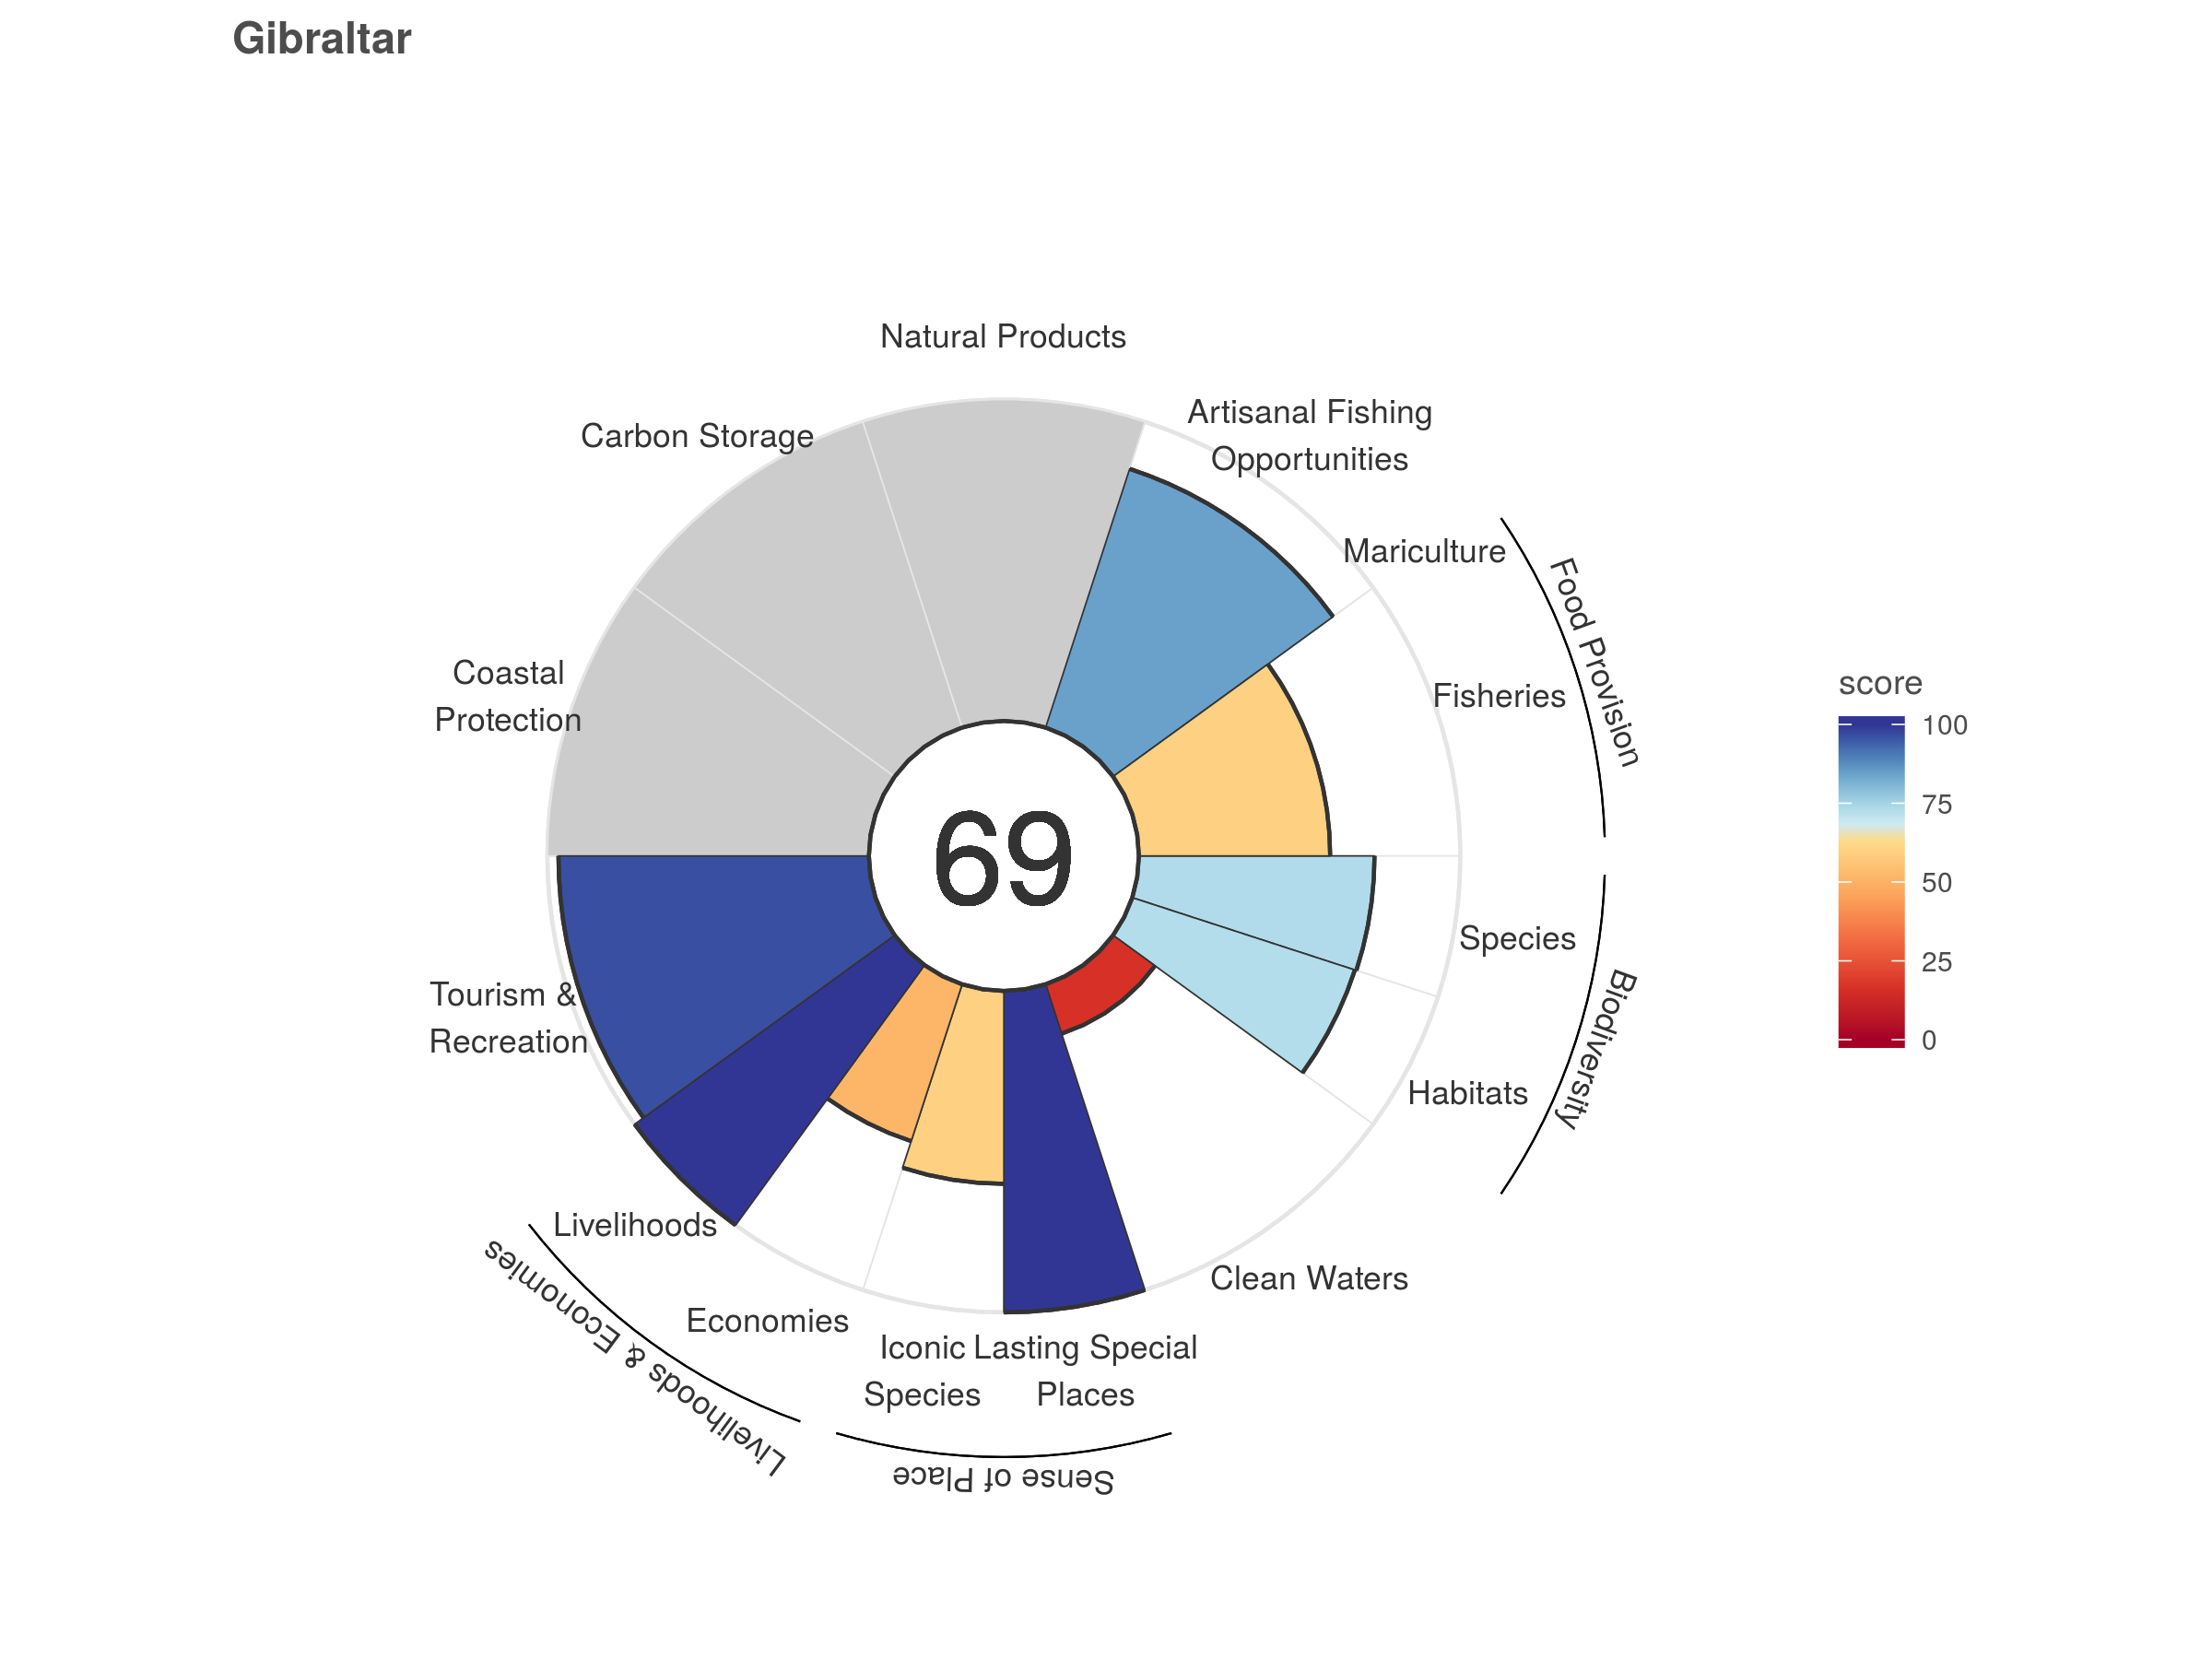 Gibraltar
Natural Products
Artisanal Fishing
Opportunities
Carbon Storage
Mariculture
Food Provision
Coastal
Protection
Fisheries
69
score
100
75
50
25
0
Species
Biodiversity
Tourism &
Recreation
Habitats
Livelihoods
Clean Waters
Livelihoods & Economies
Economies
Iconic
Species
Lasting Special
Places
Sense of Place